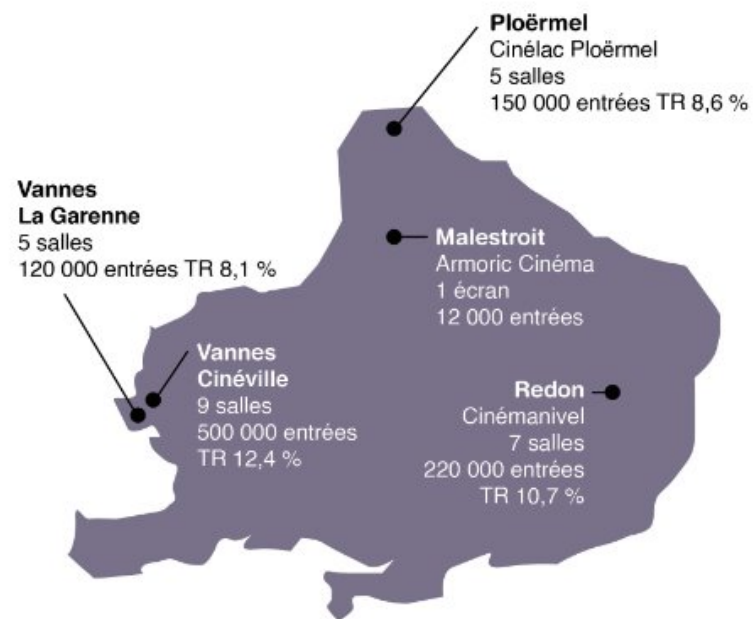 Ploërmel
Cinélac Ploërmel
5 salles
150 000 entrées TR 8,6 %
Vannes
La Garenne
5 salles
120 000 entrées TR 8,1 %
Malestroit
Armoric Cinéma
1 écran
12 000 entrées
Vannes
Cinéville
9 salles
500 000 entrées
TR 12,4 %
Redon
Cinémanivel
7 salles
220 000 entrées
TR 10,7 %